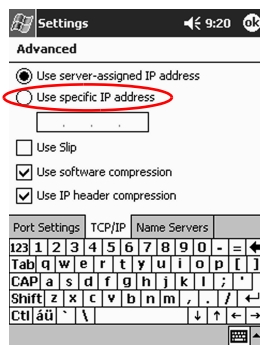 Settings 9:20 ok
Advanced
Use server-assigned IP address
Use specific IP address
. . .
Use Slip
Use software compression
Use IP header compression
Port Settings TCP/IP Name Servers
123 1 2 3 4 5 6 7 8 9 0 - =
Tab q w e r t y u i o p [ ]
CAP a s d f g h j k l ; '
Shift z x c v b n m , . /
Ctl áü ` \